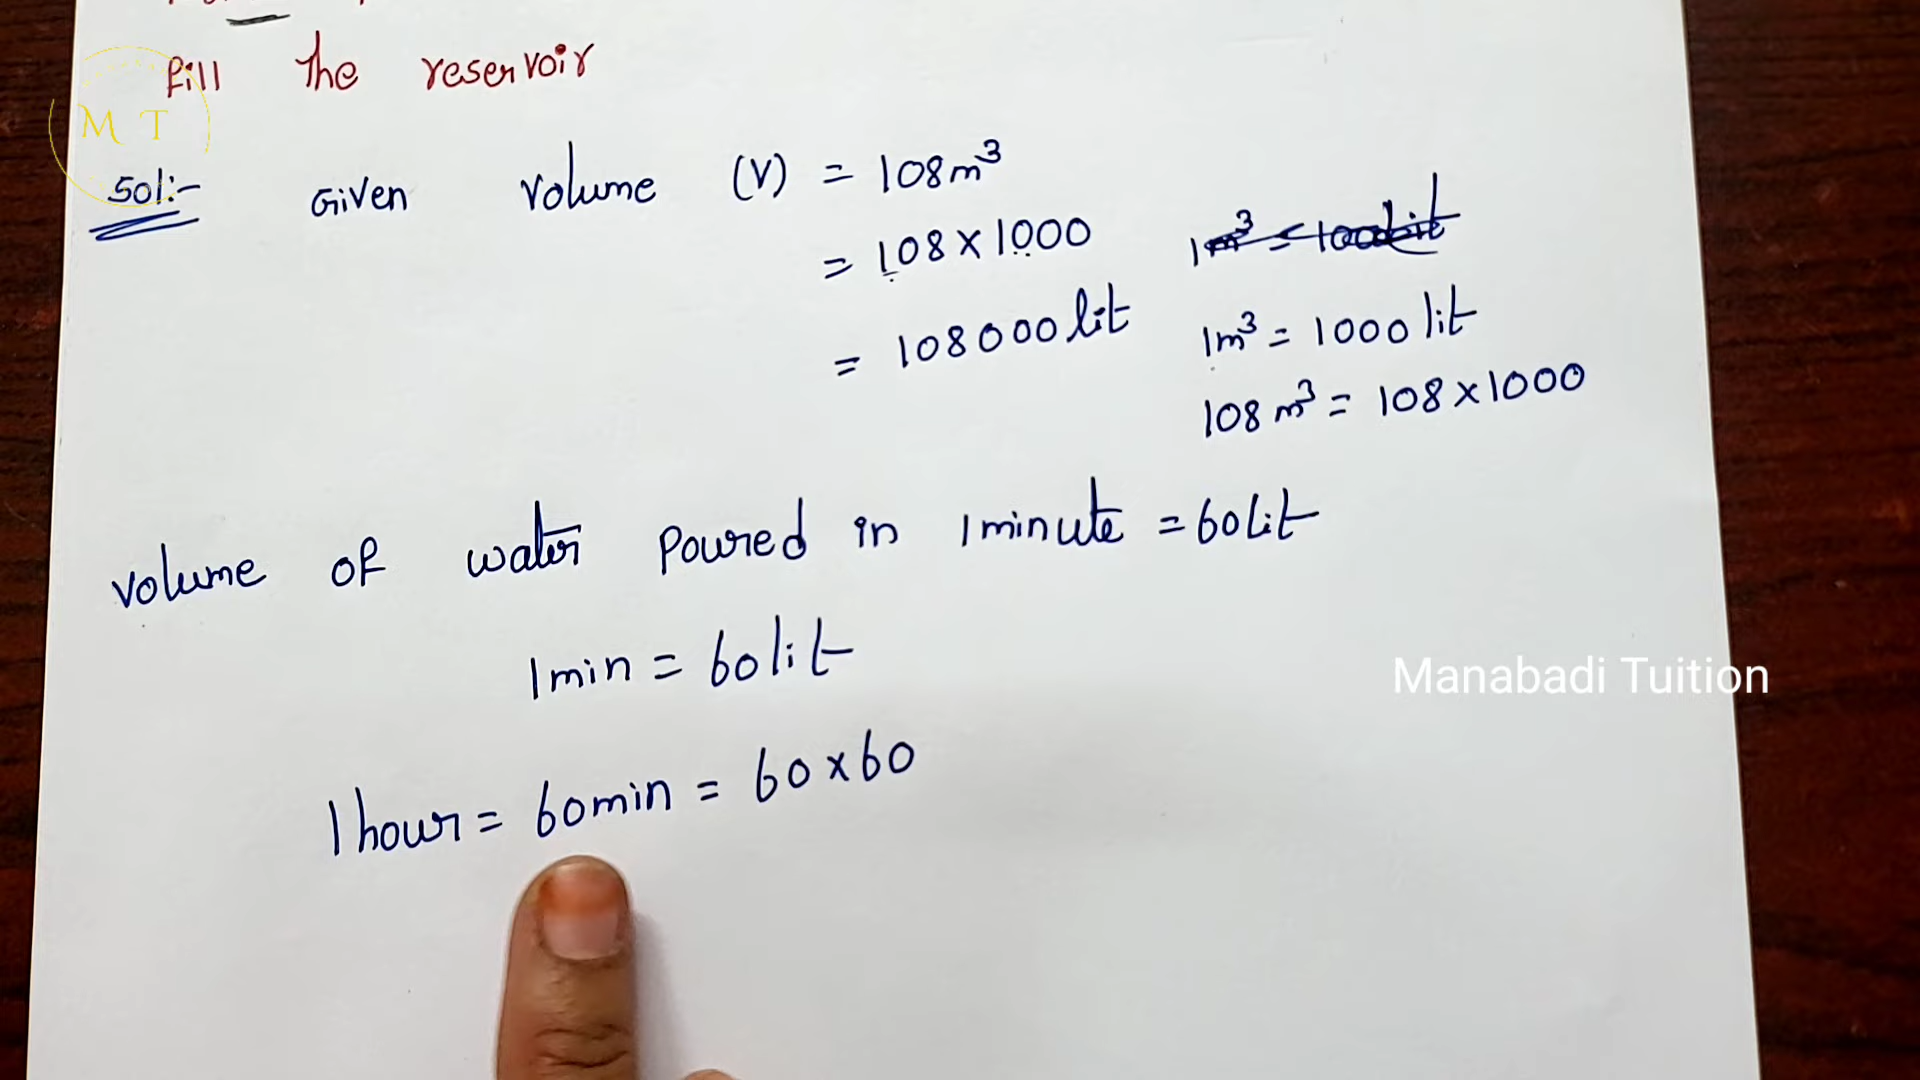 fill the reservoir
M T
Sol:- Given volume (V) = 108m³
= 108 × 1000
1m³ = 100lit
= 108000 lit
1m³ = 1000 lit
108 m³ = 108 × 1000
volume of water Poured in 1 minute = 60 Lit
1 min = 60 lit
Manabadi Tuition
1 hour = 60 min = 60 × 60